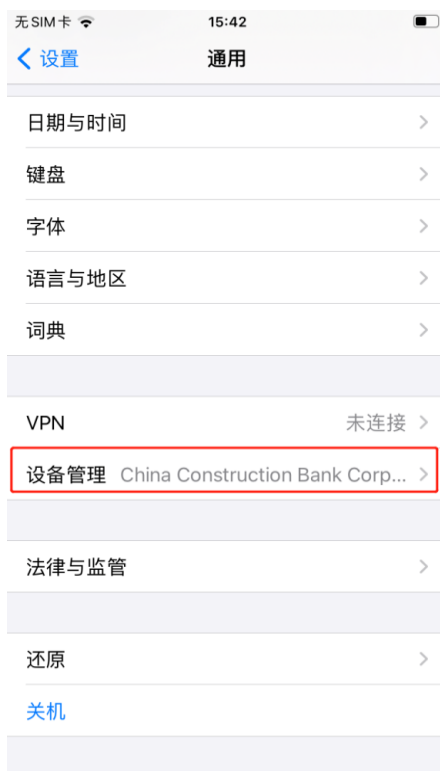 无SIM卡 15:42
设置 通用
日期与时间
键盘
字体
语言与地区
词典
VPN 未连接
设备管理 China Construction Bank Corp...
法律与监管
还原
关机